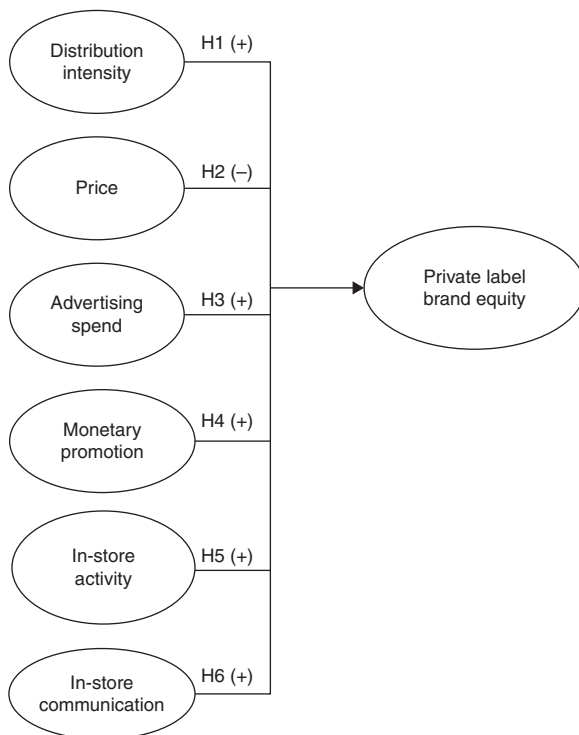 Distribution
intensity
H1 (+)
Price
H2 (–)
Advertising
spend
H3 (+)
Private label
brand equity
Monetary
promotion
H4 (+)
In-store
activity
H5 (+)
In-store
communication
H6 (+)